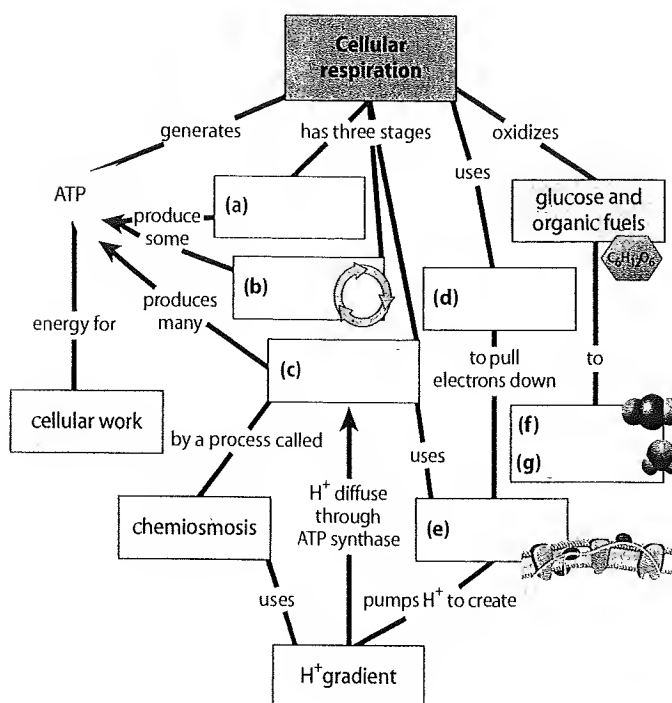 Cellular
respiration
generates
has three stages
oxidizes
uses
ATP
(a)
glucose and
organic fuels
produce
some
C₆H₁₂O₆
(b)
(d)
produces
many
energy for
(c)
to pull
electrons down
to
cellular work
(f)
by a process called
uses
(g)
H⁺ diffuse
through
ATP synthase
chemiosmosis
(e)
uses
pumps H⁺ to create
H⁺ gradient